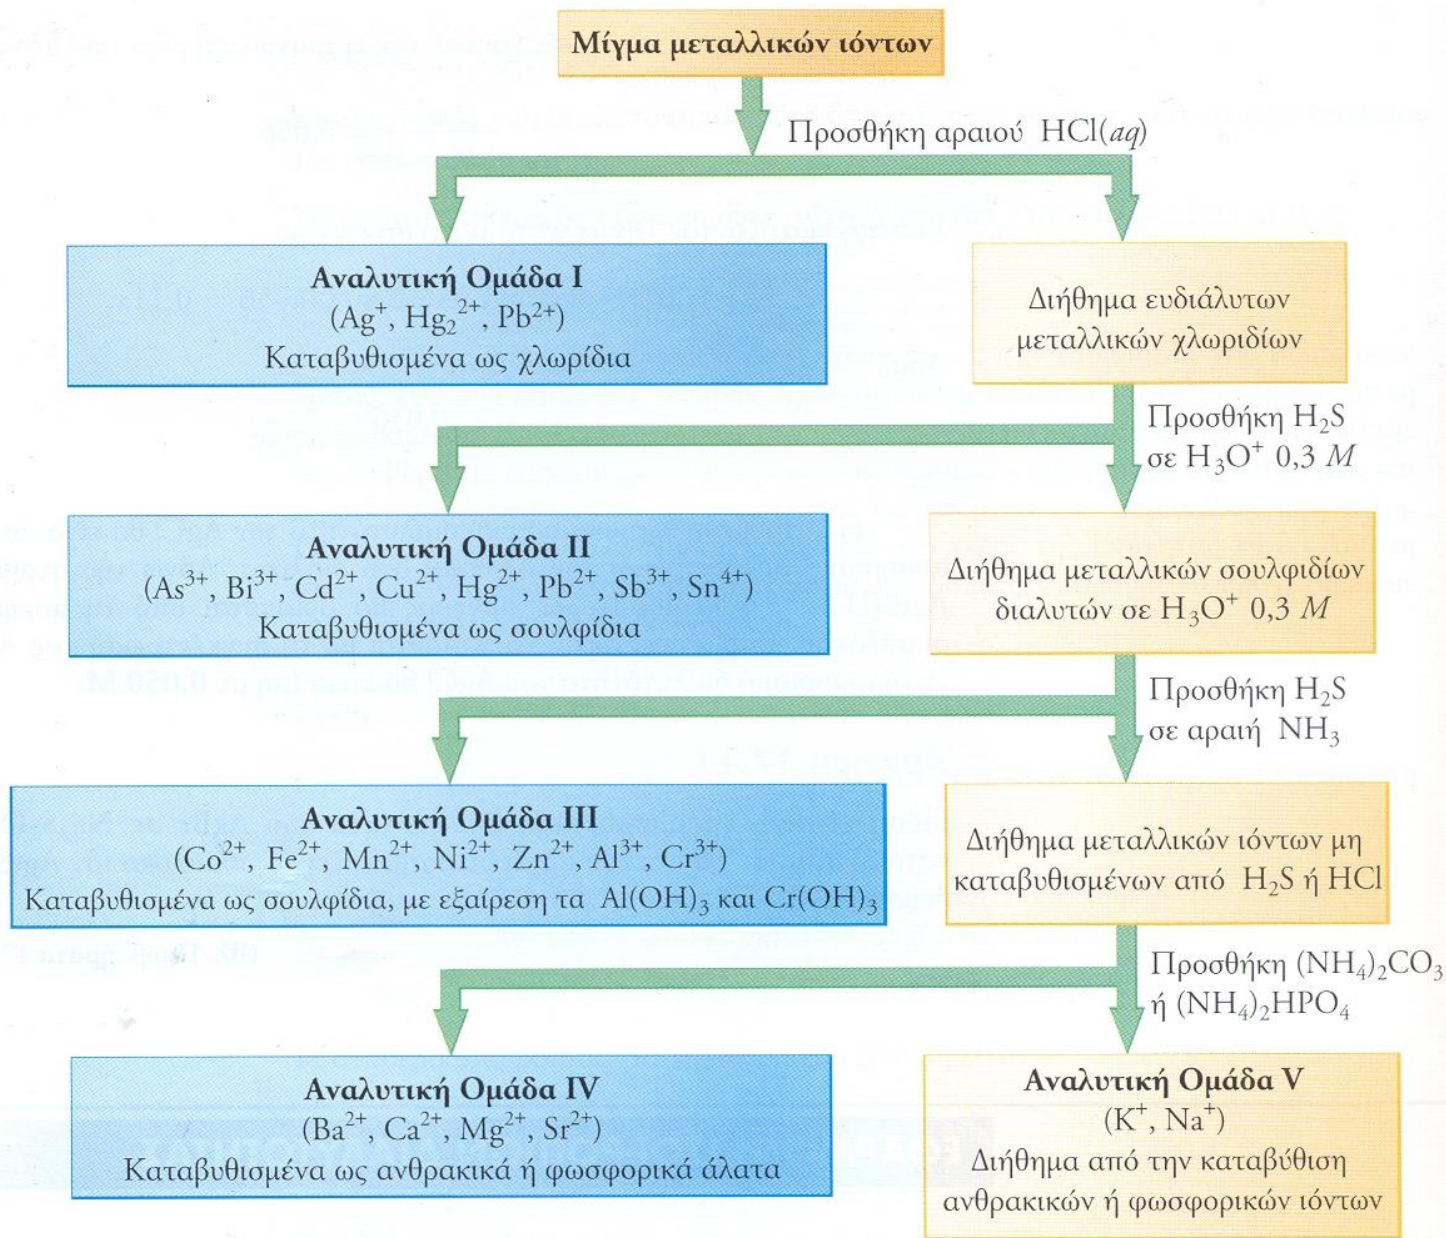 Μίγμα μεταλλικών ιόντων
Προσθήκη αραιού HCl(aq)
Αναλυτική Ομάδα I
(Ag⁺, Hg₂²⁺, Pb²⁺)
Καταβυθισμένα ως χλωρίδια
Διήθημα ευδιάλυτων
μεταλλικών χλωριδίων
Προσθήκη H₂S
σε H₃O⁺ 0,3 M
Αναλυτική Ομάδα II
(As³⁺, Bi³⁺, Cd²⁺, Cu²⁺, Hg²⁺, Pb²⁺, Sb³⁺, Sn⁴⁺)
Καταβυθισμένα ως σουλφίδια
Διήθημα μεταλλικών σουλφιδίων
διαλυτών σε H₃O⁺ 0,3 M
Προσθήκη H₂S
σε αραιή NH₃
Αναλυτική Ομάδα III
(Co²⁺, Fe²⁺, Mn²⁺, Ni²⁺, Zn²⁺, Al³⁺, Cr³⁺)
Καταβυθισμένα ως σουλφίδια, με εξαίρεση τα Al(OH)₃ και Cr(OH)₃
Διήθημα μεταλλικών ιόντων μη
καταβυθισμένων από H₂S ή HCl
Προσθήκη (NH₄)₂CO₃
ή (NH₄)₂HPO₄
Αναλυτική Ομάδα IV
(Ba²⁺, Ca²⁺, Mg²⁺, Sr²⁺)
Καταβυθισμένα ως ανθρακικά ή φωσφορικά άλατα
Αναλυτική Ομάδα V
(K⁺, Na⁺)
Διήθημα από την καταβύθιση
ανθρακικών ή φωσφορικών ιόντων